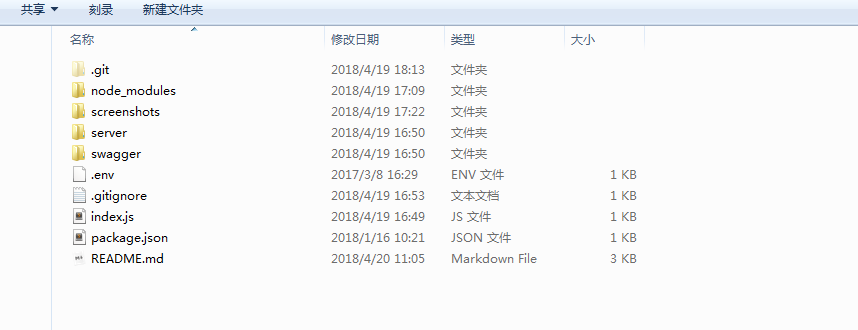 共享 刻录 新建文件夹
名称 修改日期 类型 大小
.git 2018/4/19 18:13 文件夹
node_modules 2018/4/19 17:09 文件夹
screenshots 2018/4/19 17:22 文件夹
server 2018/4/19 16:50 文件夹
swagger 2018/4/19 16:50 文件夹
.env 2017/3/8 16:29 ENV 文件 1 KB
.gitignore 2018/4/19 16:53 文本文档 1 KB
index.js 2018/4/19 16:49 JS 文件 1 KB
package.json 2018/1/16 10:21 JSON 文件 1 KB
README.md 2018/4/20 11:05 Markdown File 3 KB